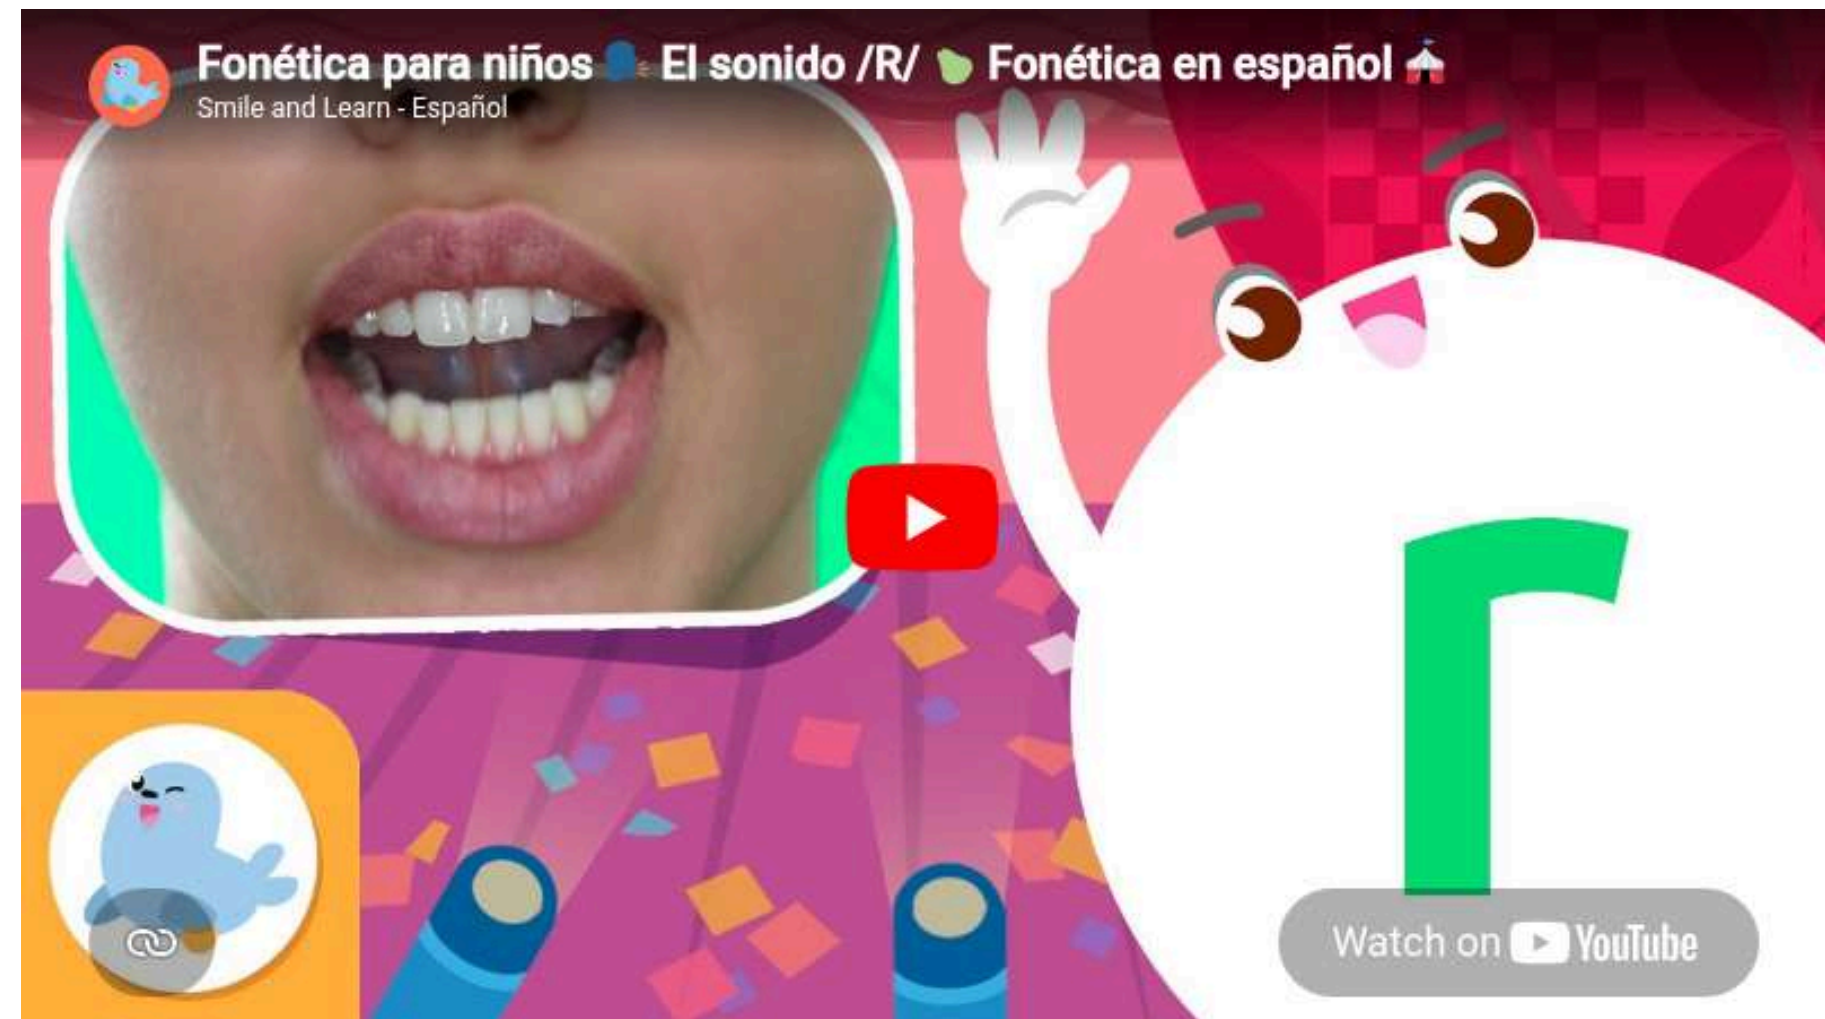 Fonética para niños 🗣 El sonido /R/ 🍐 Fonética en español 🎪
Smile and Learn - Español
r
Watch on YouTube